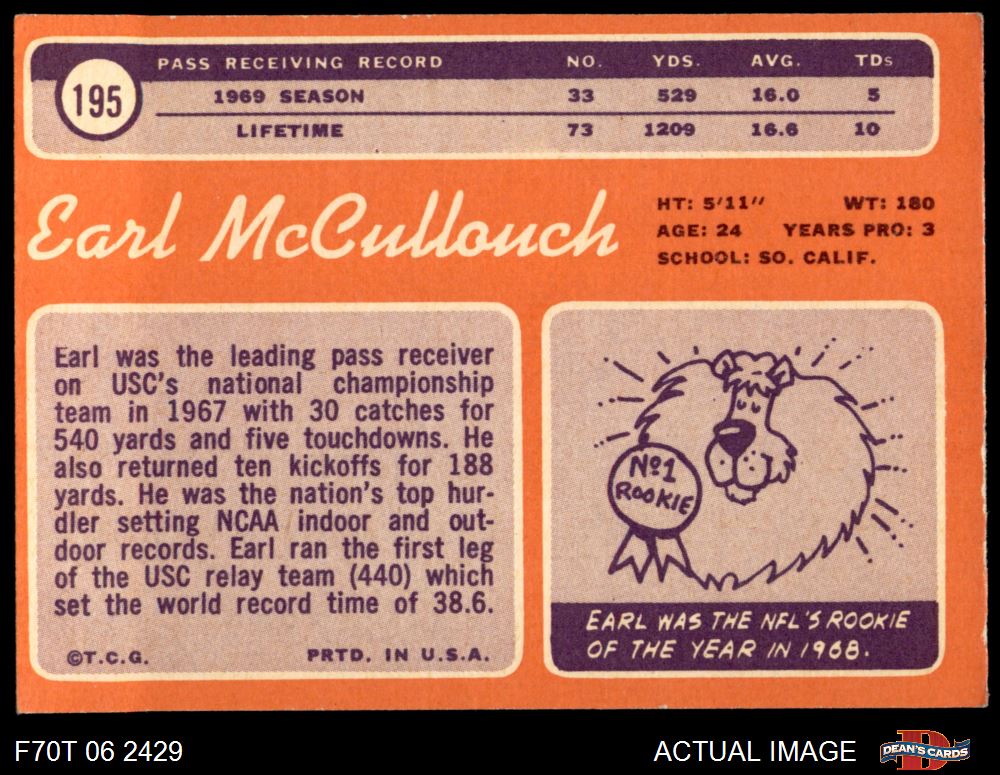 195
PASS RECEIVING RECORD NO. YDS. AVG. TDs
1969 SEASON 33 529 16.0 5
LIFETIME 73 1209 16.6 10
Earl McCullouch
HT: 5'11" WT: 180
AGE: 24 YEARS PRO: 3
SCHOOL: SO. CALIF.
Earl was the leading pass receiver
on USC's national championship
team in 1967 with 30 catches for
540 yards and five touchdowns. He
also returned ten kickoffs for 188
yards. He was the nation's top hur-
dler setting NCAA indoor and out-
door records. Earl ran the first leg
of the USC relay team (440) which
set the world record time of 38.6.
©T.C.G. PRTD. IN U.S.A.
Nº1
ROOKIE
EARL WAS THE NFL'S ROOKIE
OF THE YEAR IN 1968.
F70T 06 2429
ACTUAL IMAGE
D
DEAN'S CARDS